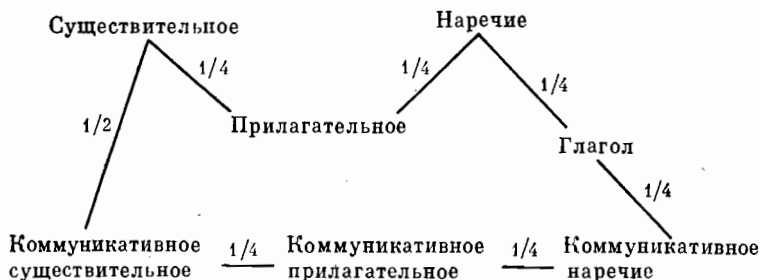 Существительное
Наречие
1/4
1/4
1/4
1/2
Прилагательное
Глагол
1/4
Коммуникативное существительное
1/4
Коммуникативное прилагательное
1/4
Коммуникативное наречие